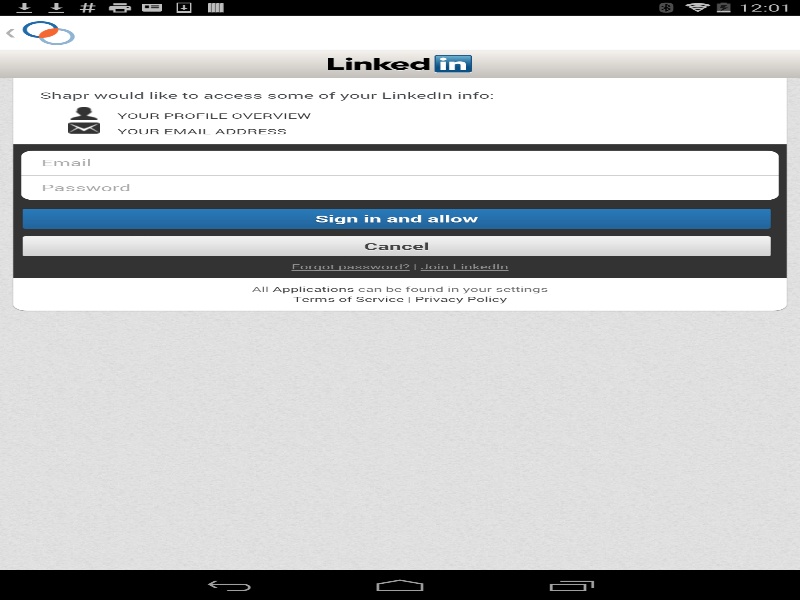 12:01
Linked in
Shapr would like to access some of your LinkedIn info:
YOUR PROFILE OVERVIEW
YOUR EMAIL ADDRESS
Email
Password
Sign in and allow
Cancel
Forgot password? | Join LinkedIn
All Applications can be found in your settings
Terms of Service | Privacy Policy